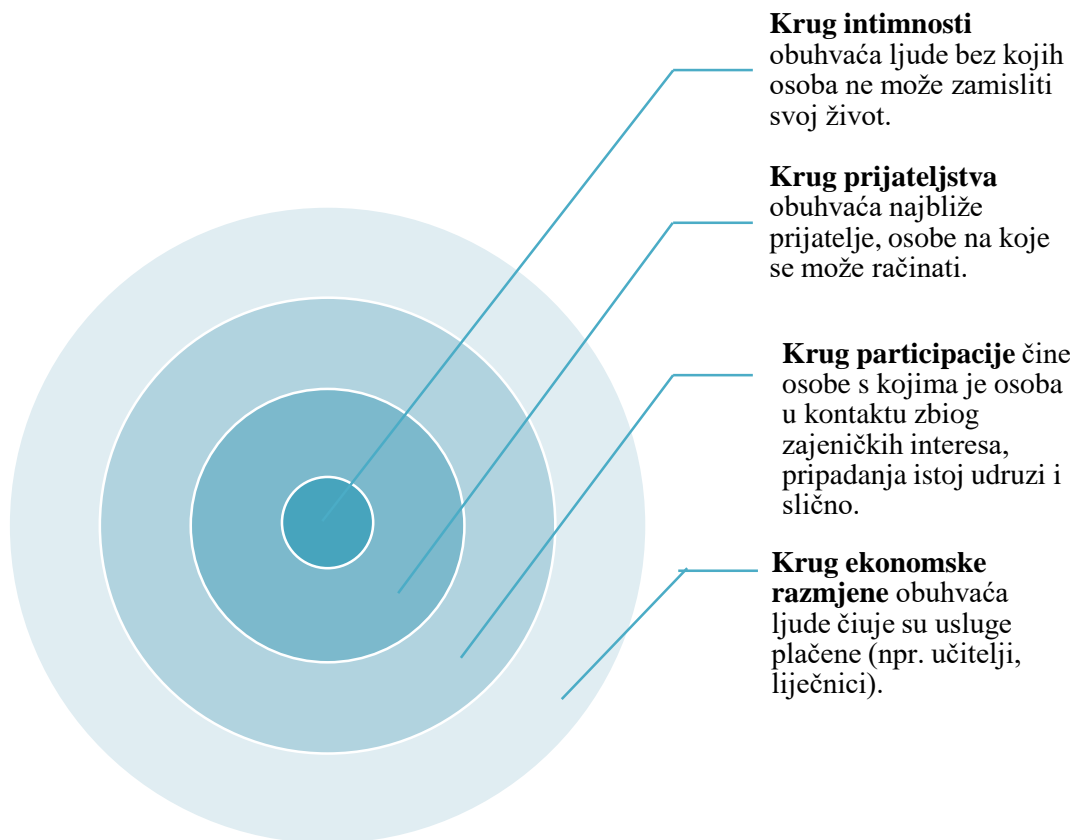 Krug intimnosti
obuhvaća ljude bez kojih
osoba ne može zamisliti
svoj život.
Krug prijateljstva
obuhvaća najbliže
prijatelje, osobe na koje
se može računati.
Krug participacije čine
osobe s kojima je osoba
u kontaktu zbiog
zajeničkih interesa,
pripadanja istoj udruzi i
slično.
Krug ekonomske
razmjene obuhvaća
ljude čiuje su usluge
plačene (npr. učitelji,
liječnici).